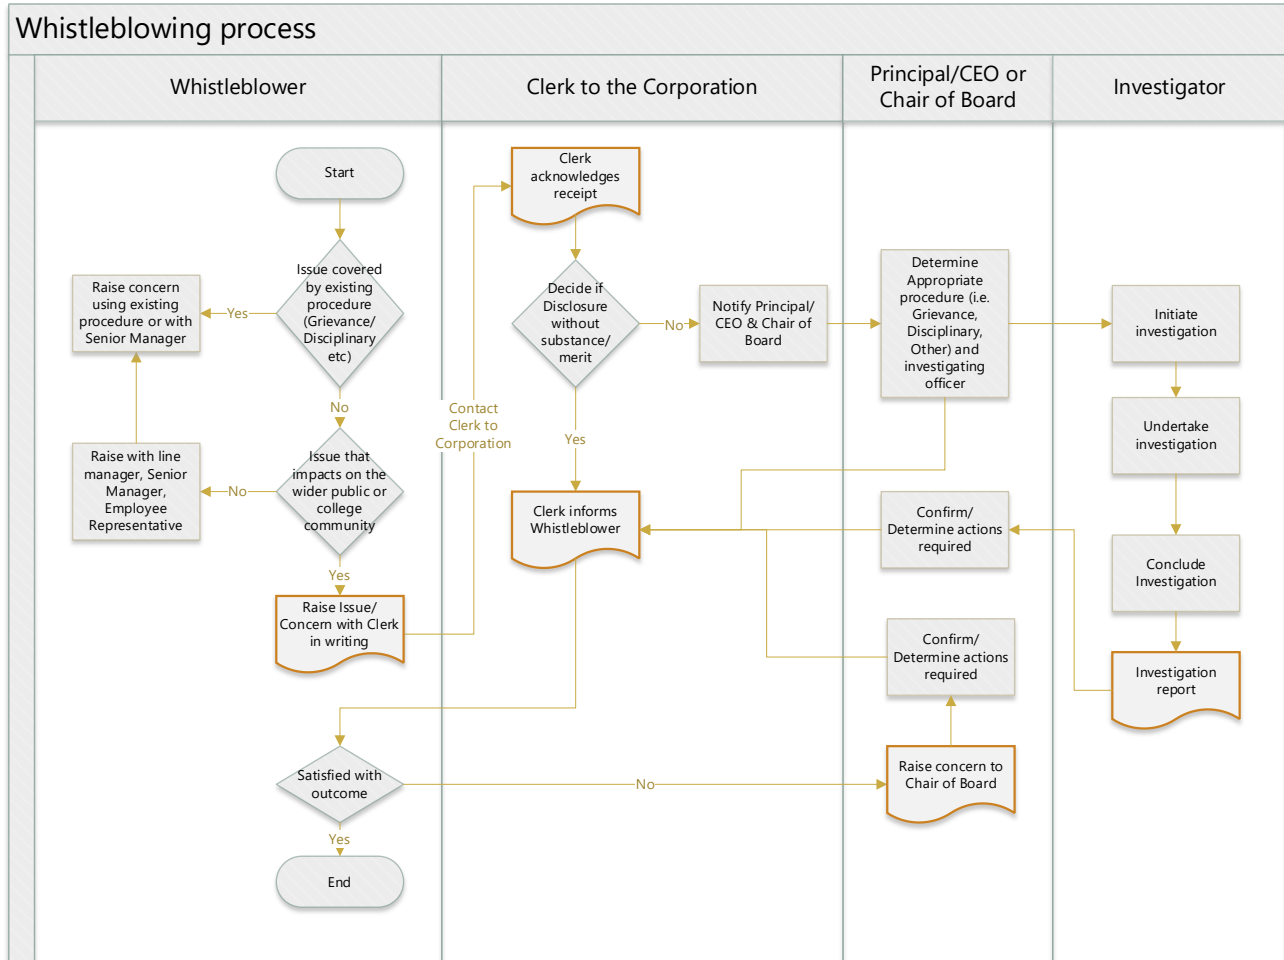 Whistleblowing process
Whistleblower
Clerk to the Corporation
Principal/CEO or
Chair of Board
Investigator
Start
Issue covered
by existing
procedure
(Grievance/
Disciplinary
etc)
Yes
Raise concern
using existing
procedure or with
Senior Manager
No
Issue that
impacts on the
wider public or
college
community
No
Raise with line
manager, Senior
Manager,
Employee
Representative
Yes
Raise Issue/
Concern with Clerk
in writing
Contact
Clerk to
Corporation
Clerk
acknowledges
receipt
Decide if
Disclosure
without
substance/
merit
No
Notify Principal/
CEO & Chair of
Board
Yes
Clerk informs
Whistleblower
Determine
Appropriate
procedure (i.e.
Grievance,
Disciplinary,
Other) and
investigating
officer
Initiate
investigation
Undertake
investigation
Conclude
Investigation
Investigation
report
Confirm/
Determine actions
required
Confirm/
Determine actions
required
Raise concern to
Chair of Board
Satisfied with
outcome
No
Yes
End